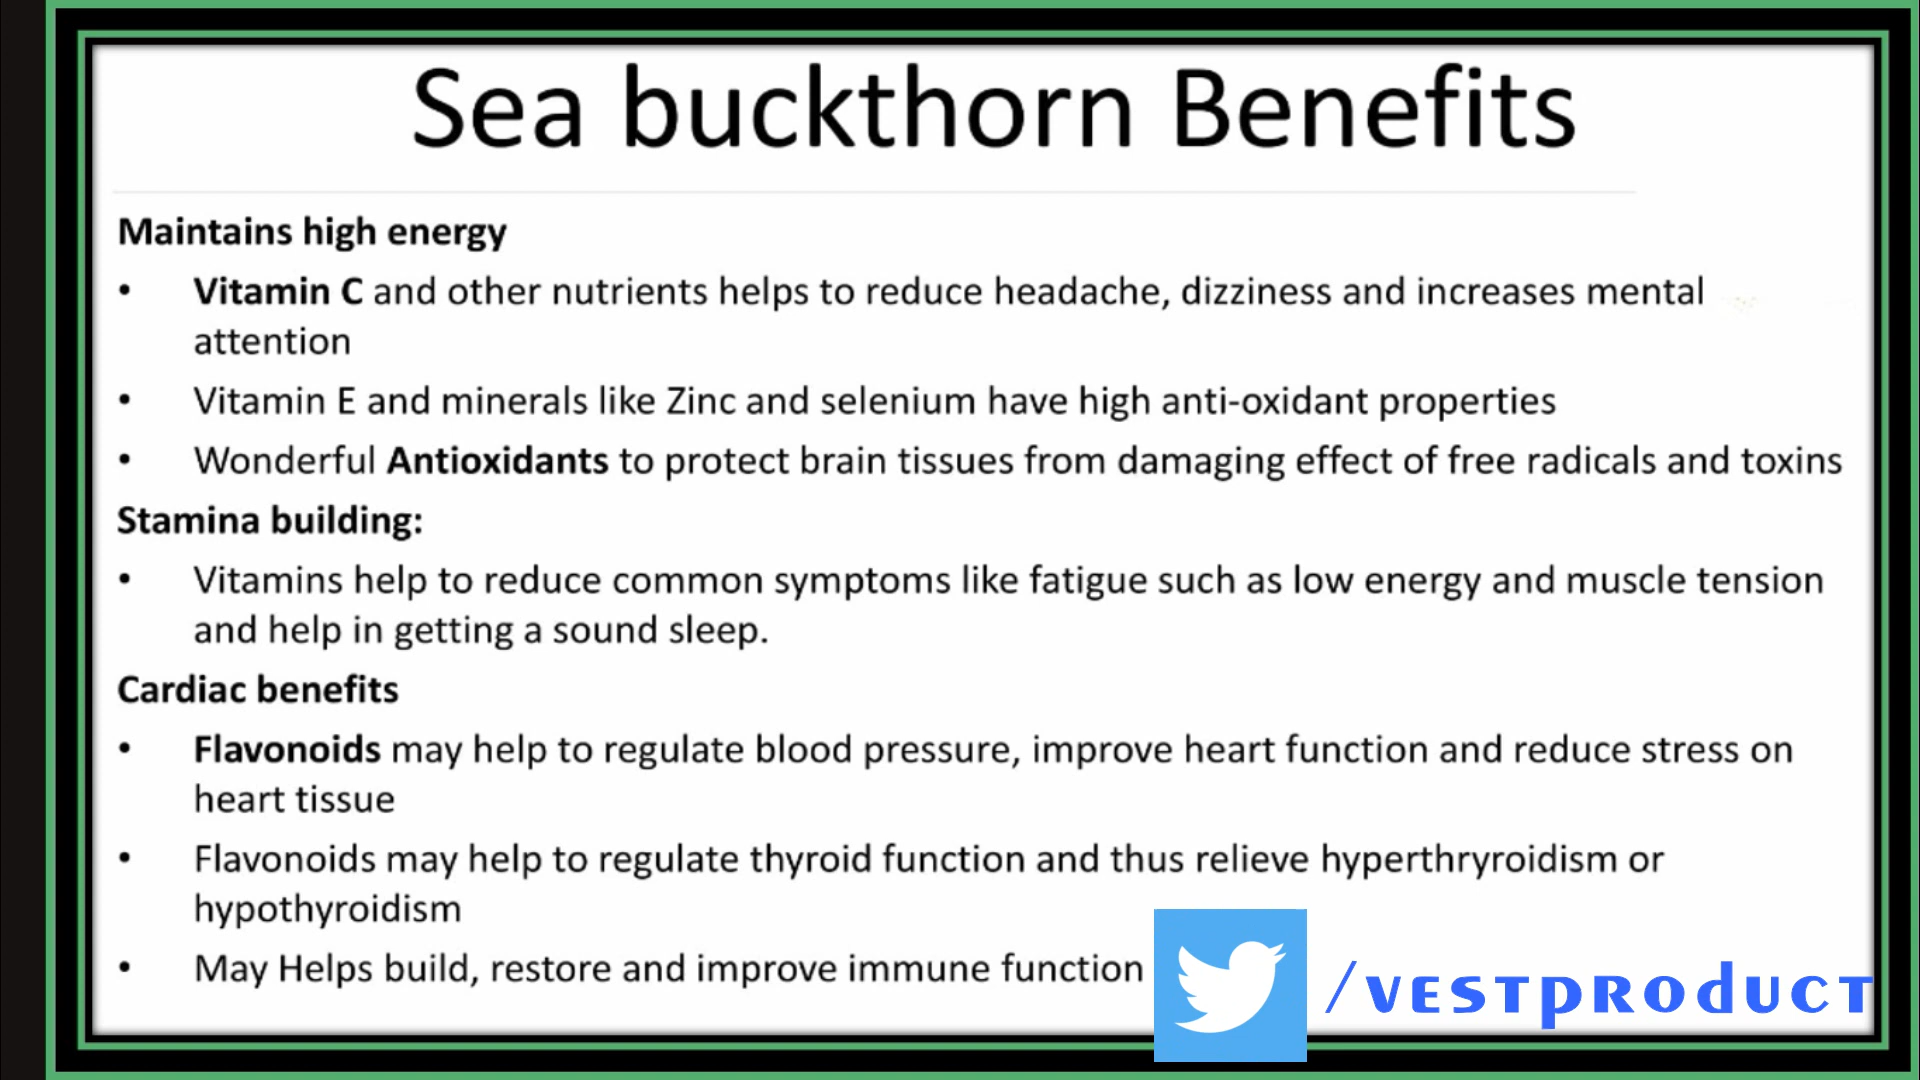 Sea buckthorn Benefits
Maintains high energy
• Vitamin C and other nutrients helps to reduce headache, dizziness and increases mental
attention
• Vitamin E and minerals like Zinc and selenium have high anti-oxidant properties
• Wonderful Antioxidants to protect brain tissues from damaging effect of free radicals and toxins
Stamina building:
• Vitamins help to reduce common symptoms like fatigue such as low energy and muscle tension
and help in getting a sound sleep.
Cardiac benefits
• Flavonoids may help to regulate blood pressure, improve heart function and reduce stress on
heart tissue
• Flavonoids may help to regulate thyroid function and thus relieve hyperthryroidism or
hypothyroidism
• May Helps build, restore and improve immune function
/VESTPRODUCT